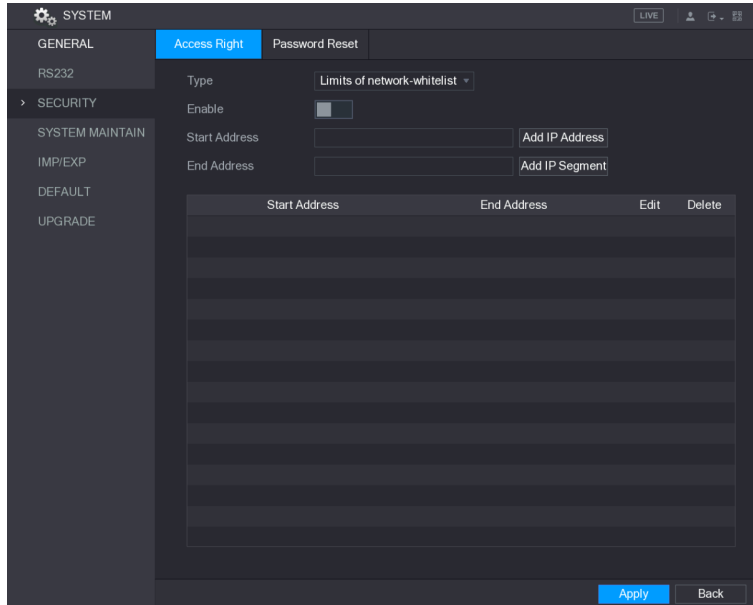 SYSTEM
LIVE
GENERAL
RS232
SECURITY
SYSTEM MAINTAIN
IMP/EXP
DEFAULT
UPGRADE
Access Right
Password Reset
Type
Limits of network-whitelist
Enable
Start Address
Add IP Address
End Address
Add IP Segment
Start Address End Address Edit Delete
Apply
Back